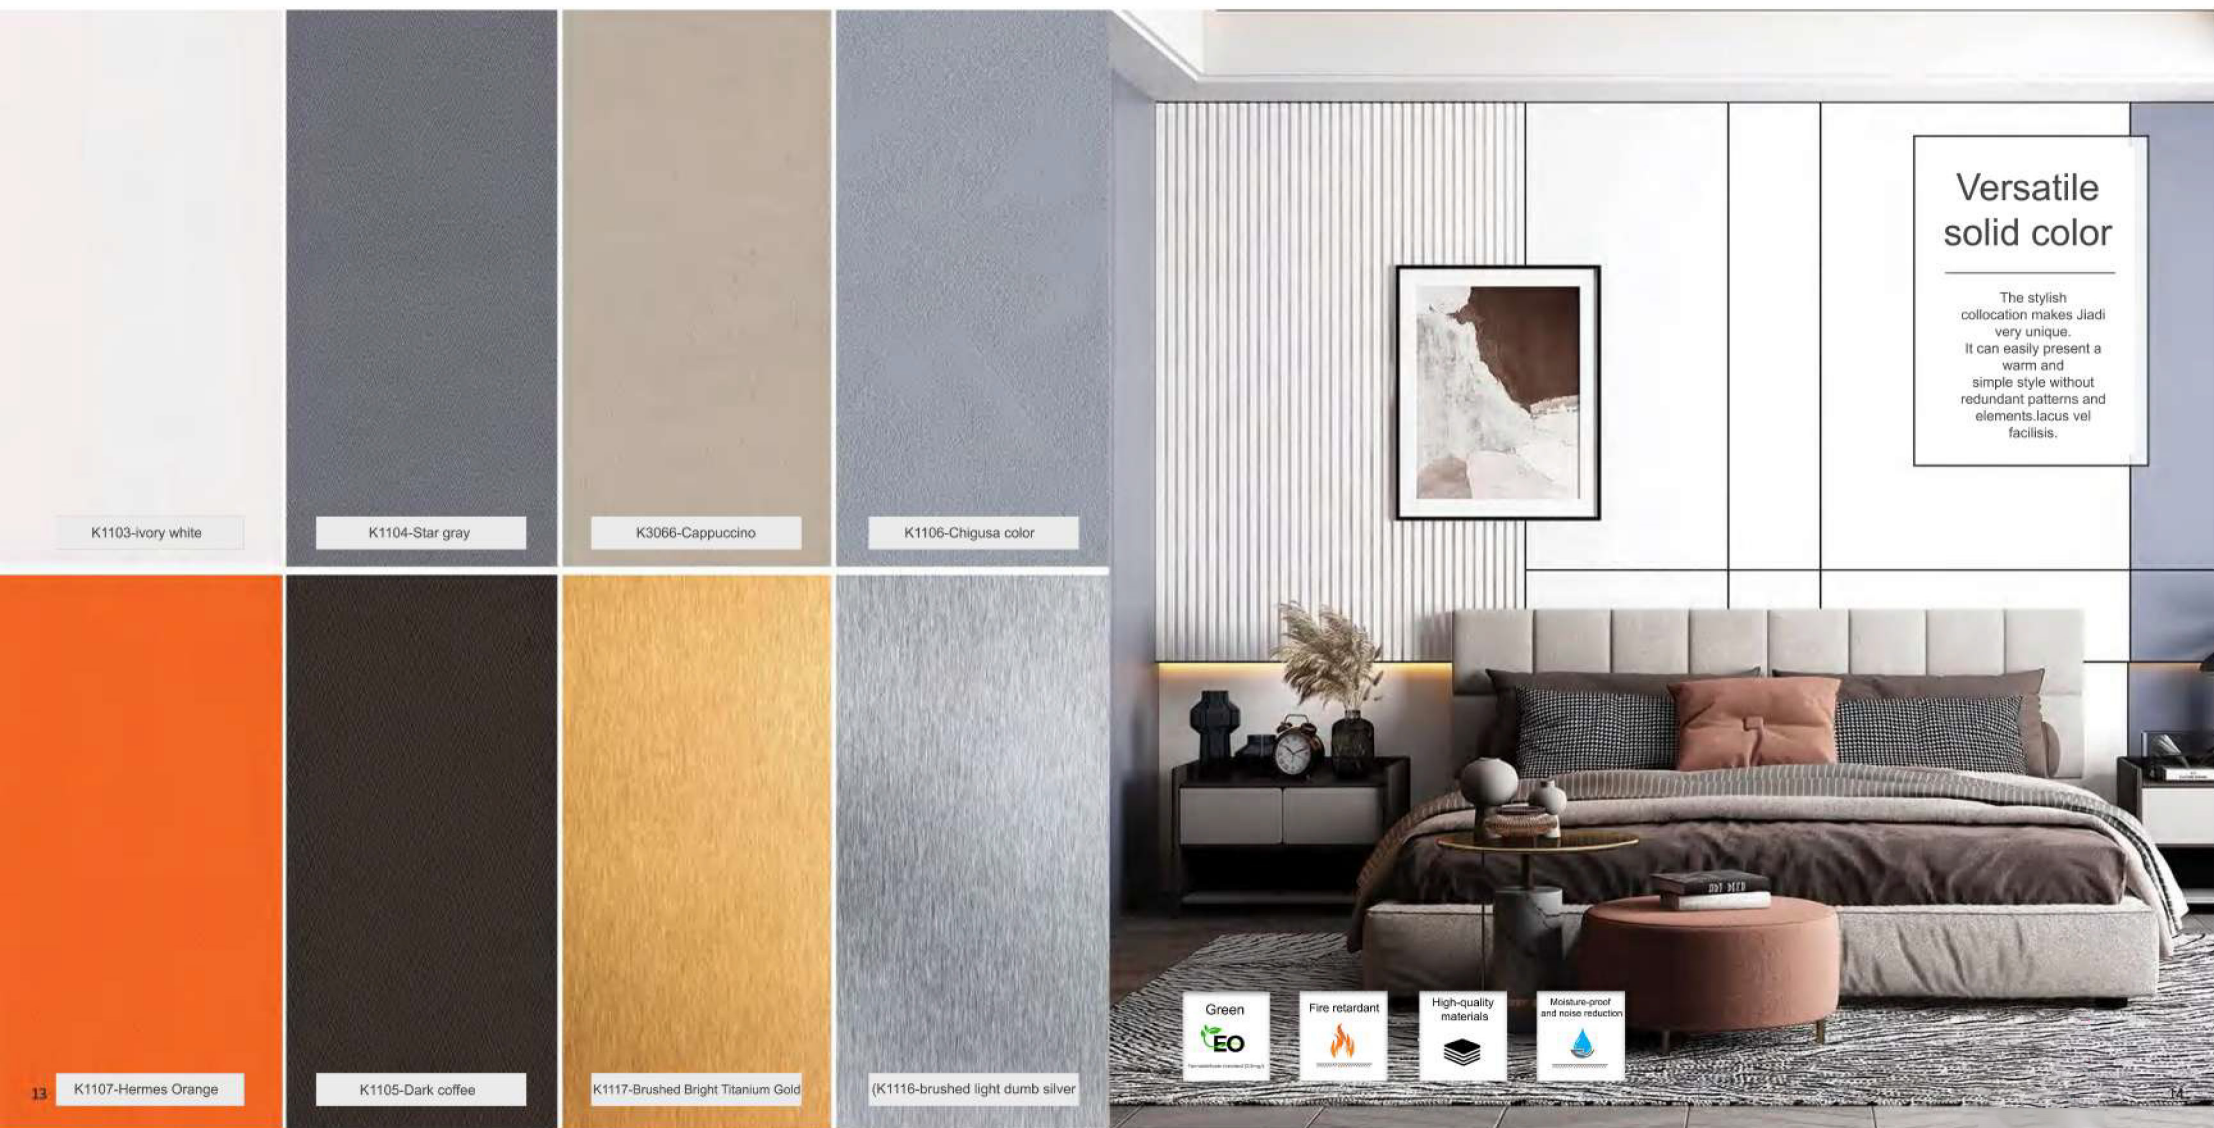 K1103-ivory white
K1104-Star gray
K3066-Cappuccino
K1106-Chigusa color
K1107-Hermes Orange
K1105-Dark coffee
K1117-Brushed Bright Titanium Gold
(K1116-brushed light dumb silver
13
Versatile
solid color
The stylish
collocation makes Jiadi
very unique.
It can easily present a
warm and
simple style without
redundant patterns and
elements.lacus vel
facilisis.
Green
EO
Fire retardant
High-quality
materials
Moisture-proof
and noise reduction
14